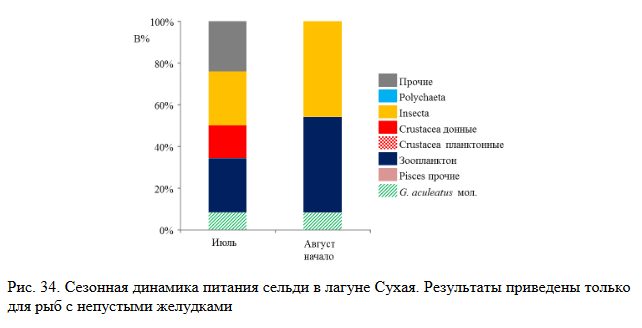 100%
B%
80%
60%
40%
20%
0%
Июль
Август
начало
Прочие
Polychaeta
Insecta
Crustacea донные
Crustacea планктонные
Зоопланктон
Pisces прочие
G. aculeatus мол.
Рис. 34. Сезонная динамика питания сельди в лагуне Сухая. Результаты приведены только
для рыб с непустыми желудками